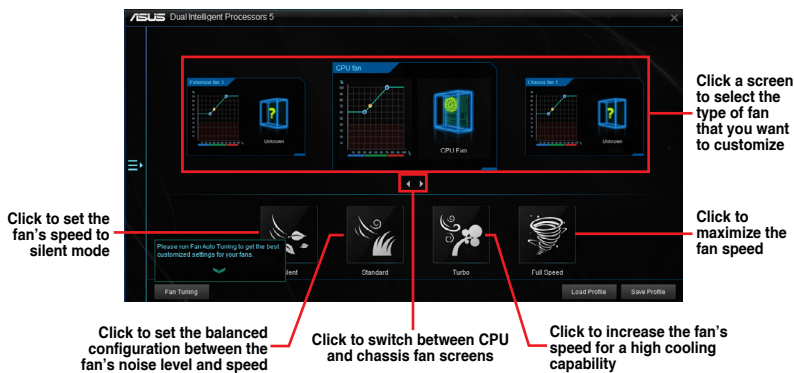 ASUS Dual Intelligent Processors 5
Extension fan 3
Unknown
CPU fan
CPU Fan
Chassis fan 1
Unknown
Click a screen
to select the
type of fan
that you want
to customize
Click to set the
fan's speed to
silent mode
Please run Fan Auto Tuning to get the best
customized settings for your fans.
Standard
Turbo
Full Speed
Click to
maximize the
fan speed
Fan Tuning
Load Profile
Save Profile
Click to set the balanced
configuration between the
fan's noise level and speed
Click to switch between CPU
and chassis fan screens
Click to increase the fan's
speed for a high cooling
capability